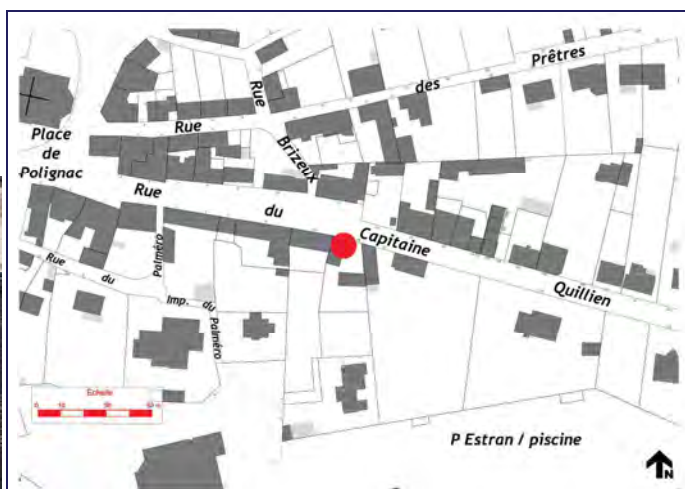 Prêtres
des
Rue
Rue
Brizeux
Place
de
Polignac
Rue
du
Capitaine
Quillien
Palméro
Rue
du
Imp. du
Palméro
Echelle
P Estran / piscine
N